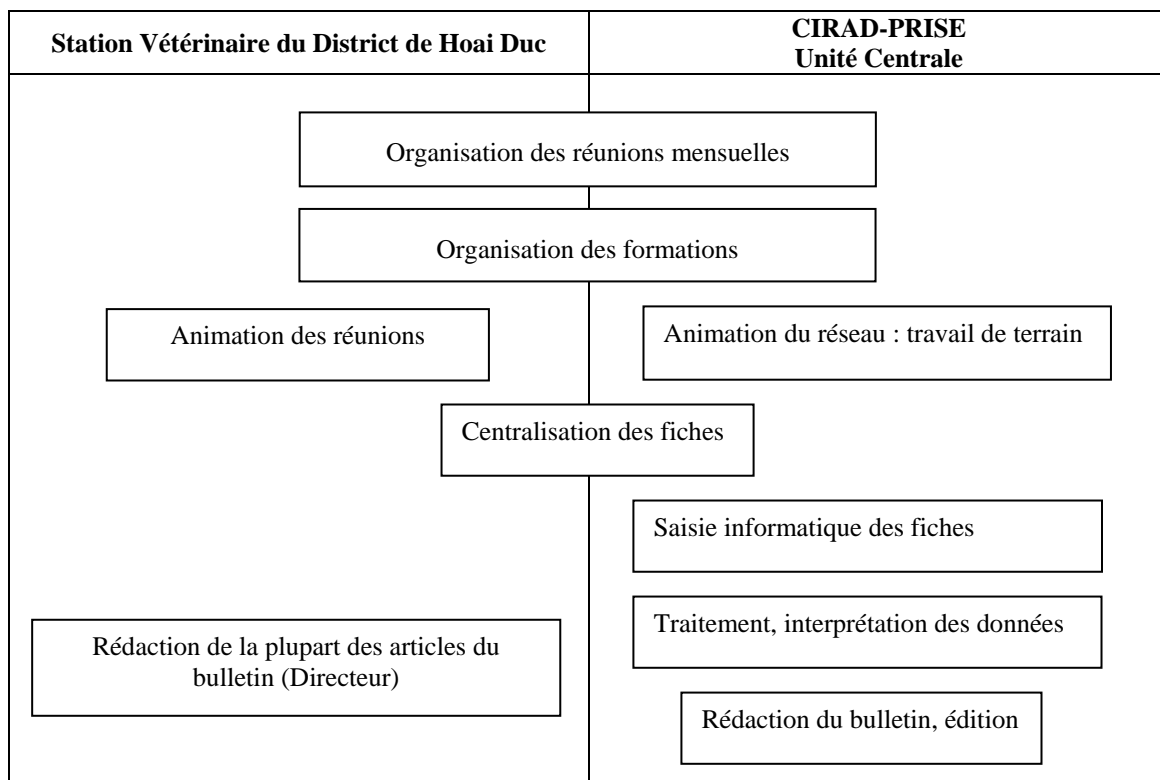 Station Vétérinaire du District de Hoai Duc
CIRAD-PRISE
Unité Centrale
Organisation des réunions mensuelles
Organisation des formations
Animation des réunions
Animation du réseau : travail de terrain
Centralisation des fiches
Saisie informatique des fiches
Traitement, interprétation des données
Rédaction de la plupart des articles du
bulletin (Directeur)
Rédaction du bulletin, édition